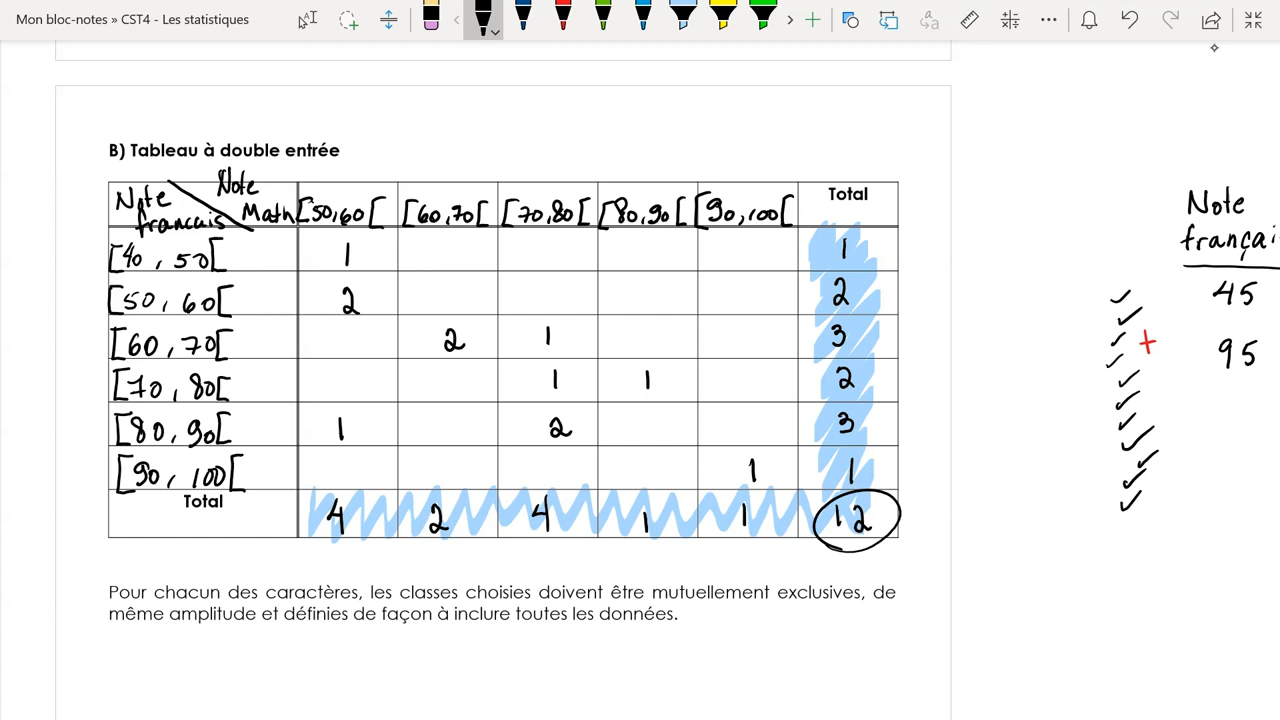 Mon bloc-notes » CST4 - Les statistiques
B) Tableau à double entrée
Note français Note Math [50,60[ [60,70[ [70,80[ [80,90[ [90,100[ Total
[40, 50[ 1 1
[50, 60[ 2 2
[60, 70[ 2 1 3
[70, 80[ 1 1 2
[80, 90[ 1 2 3
[90, 100[ 1 1
Total 4 2 4 1 1 12
Pour chacun des caractères, les classes choisies doivent être mutuellement exclusives, de
même amplitude et définies de façon à inclure toutes les données.
Note
françai
45
+
95